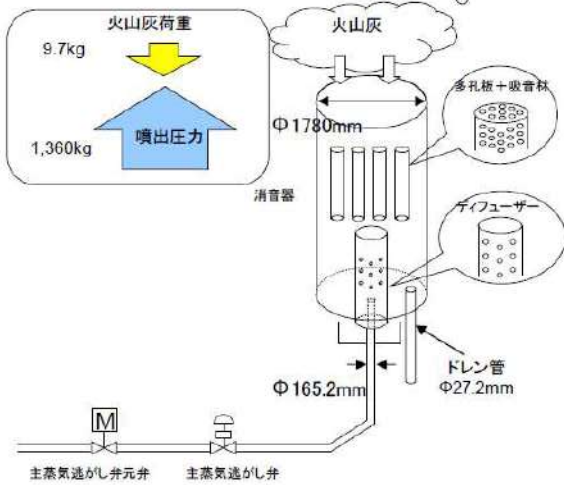 火山灰荷重
9.7kg
1,360kg
噴出圧力
火山灰
Φ1780mm
多孔板+吸音材
消音器
ディフューザー
Φ165.2mm
ドレン管
Φ27.2mm
M
主蒸気逃がし弁元弁
主蒸気逃がし弁